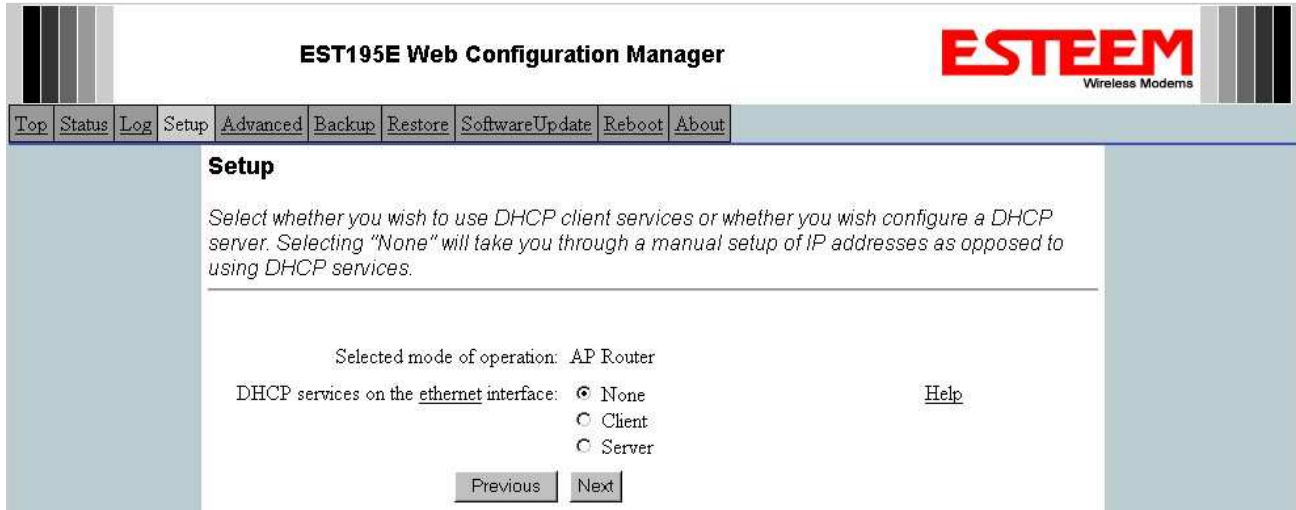 EST195E Web Configuration Manager
ESTEEM
Wireless Modems
Top Status Log Setup Advanced Backup Restore SoftwareUpdate Reboot About
Setup
Select whether you wish to use DHCP client services or whether you wish configure a DHCP
server. Selecting "None" will take you through a manual setup of IP addresses as opposed to
using DHCP services.
Selected mode of operation: AP Router
DHCP services on the ethernet interface: None Help
Client
Server
Previous Next